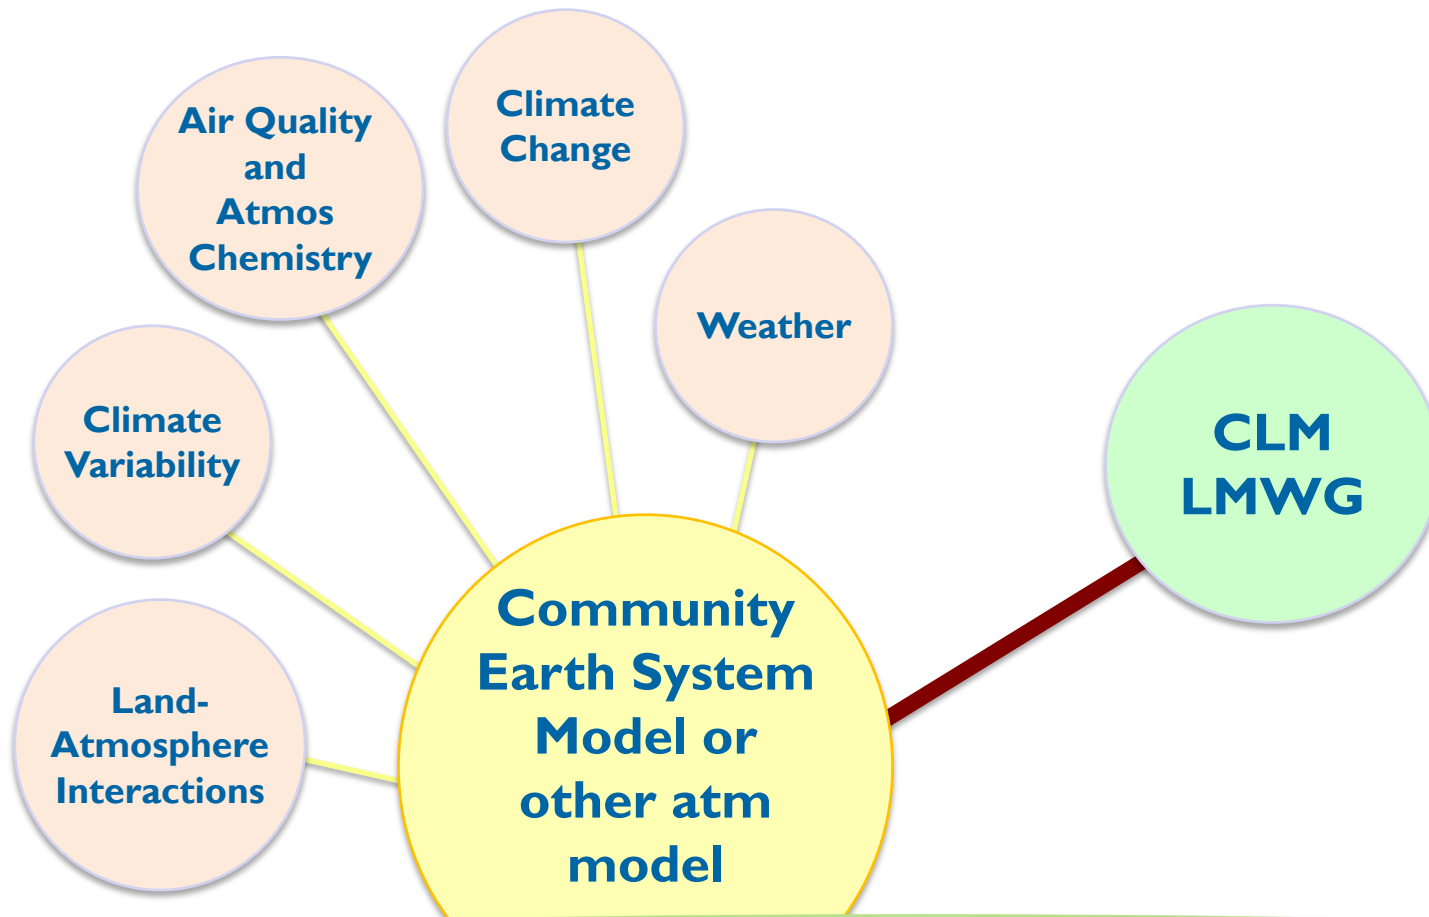 Climate
Change
Air Quality
and
Atmos
Chemistry
Weather
Climate
Variability
CLM
LMWG
Community
Earth System
Model or
other atm
model
Land-
Atmosphere
Interactions